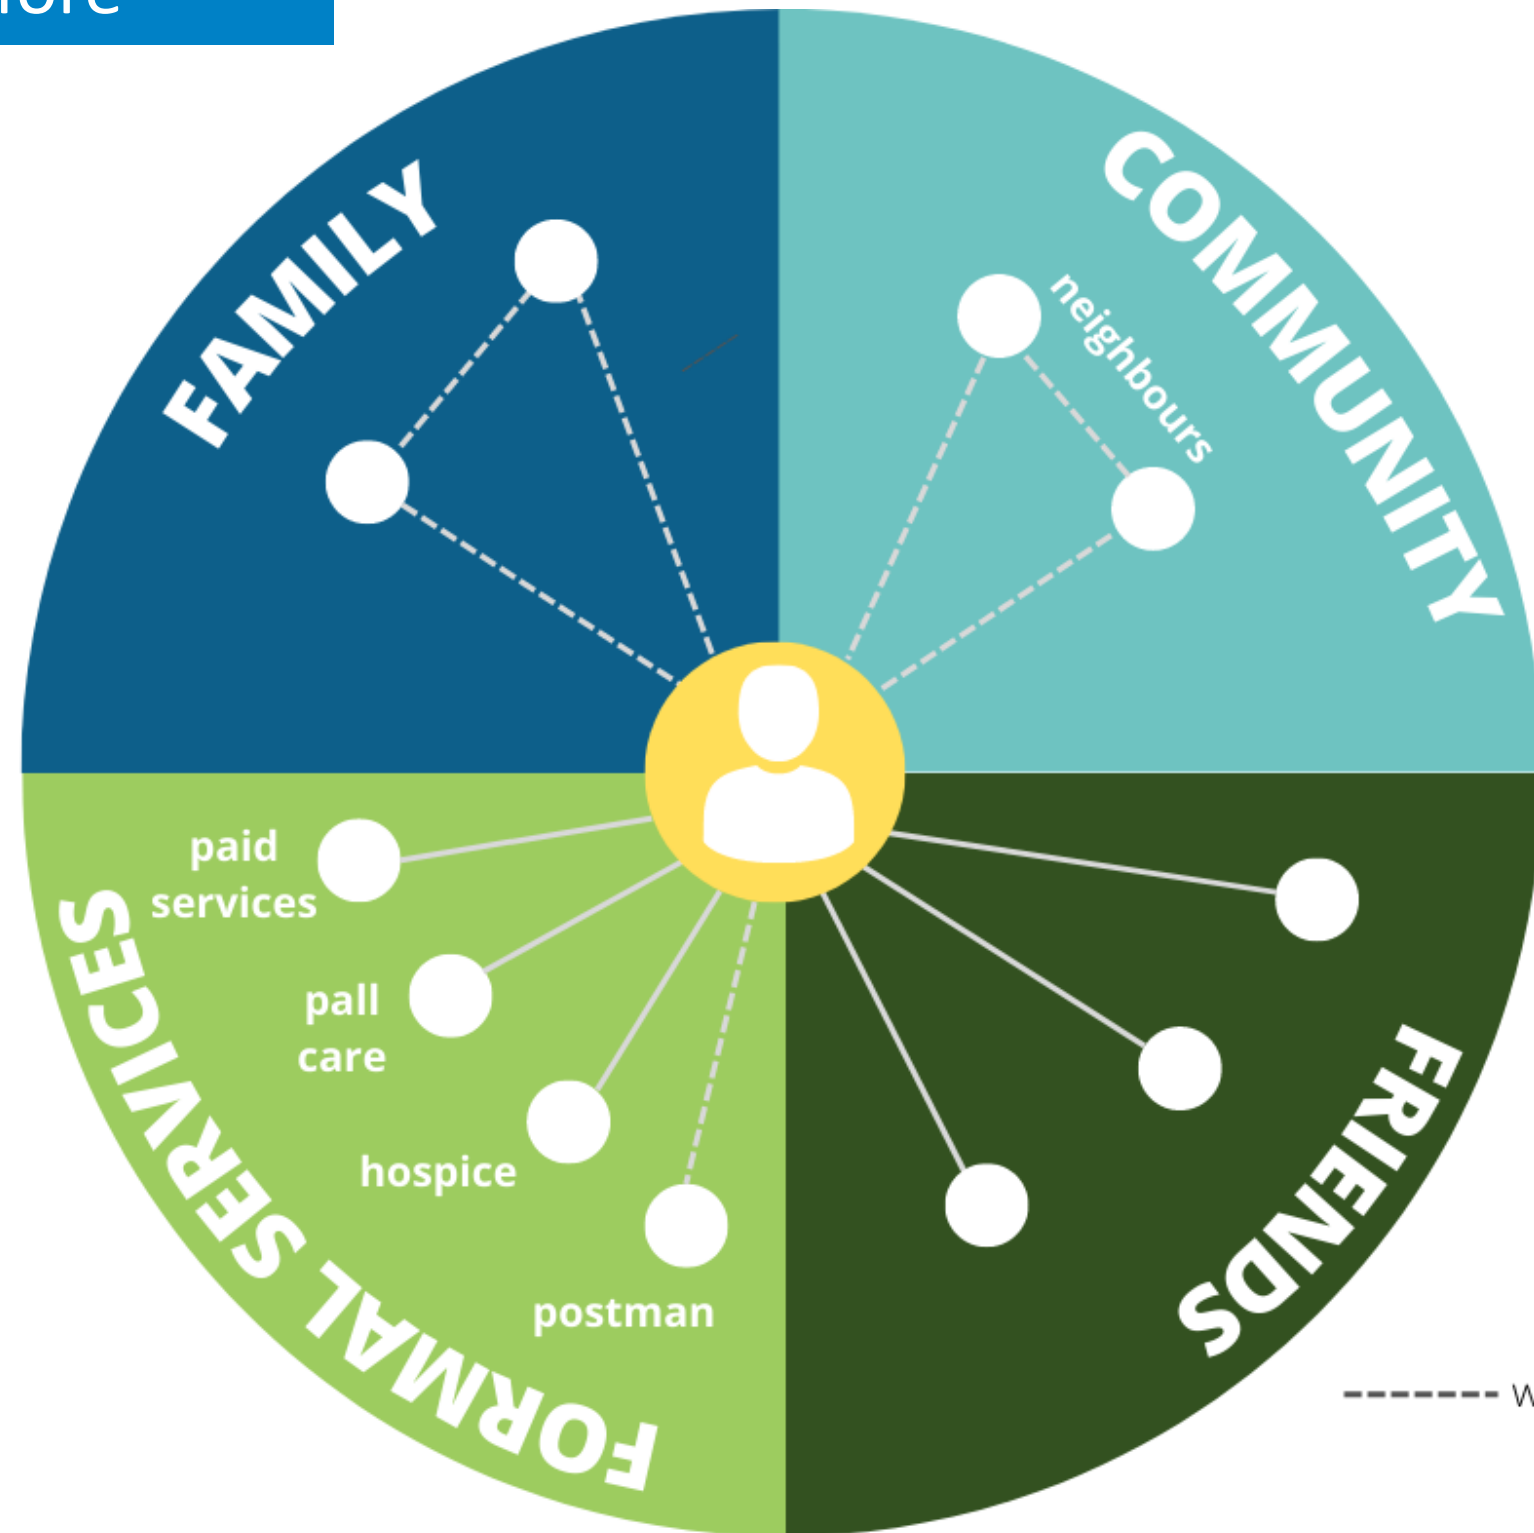 FAMILY
COMMUNITY
neighbours
paid
services
pall
care
hospice
postman
FORMAL SERVICES
FRIENDS